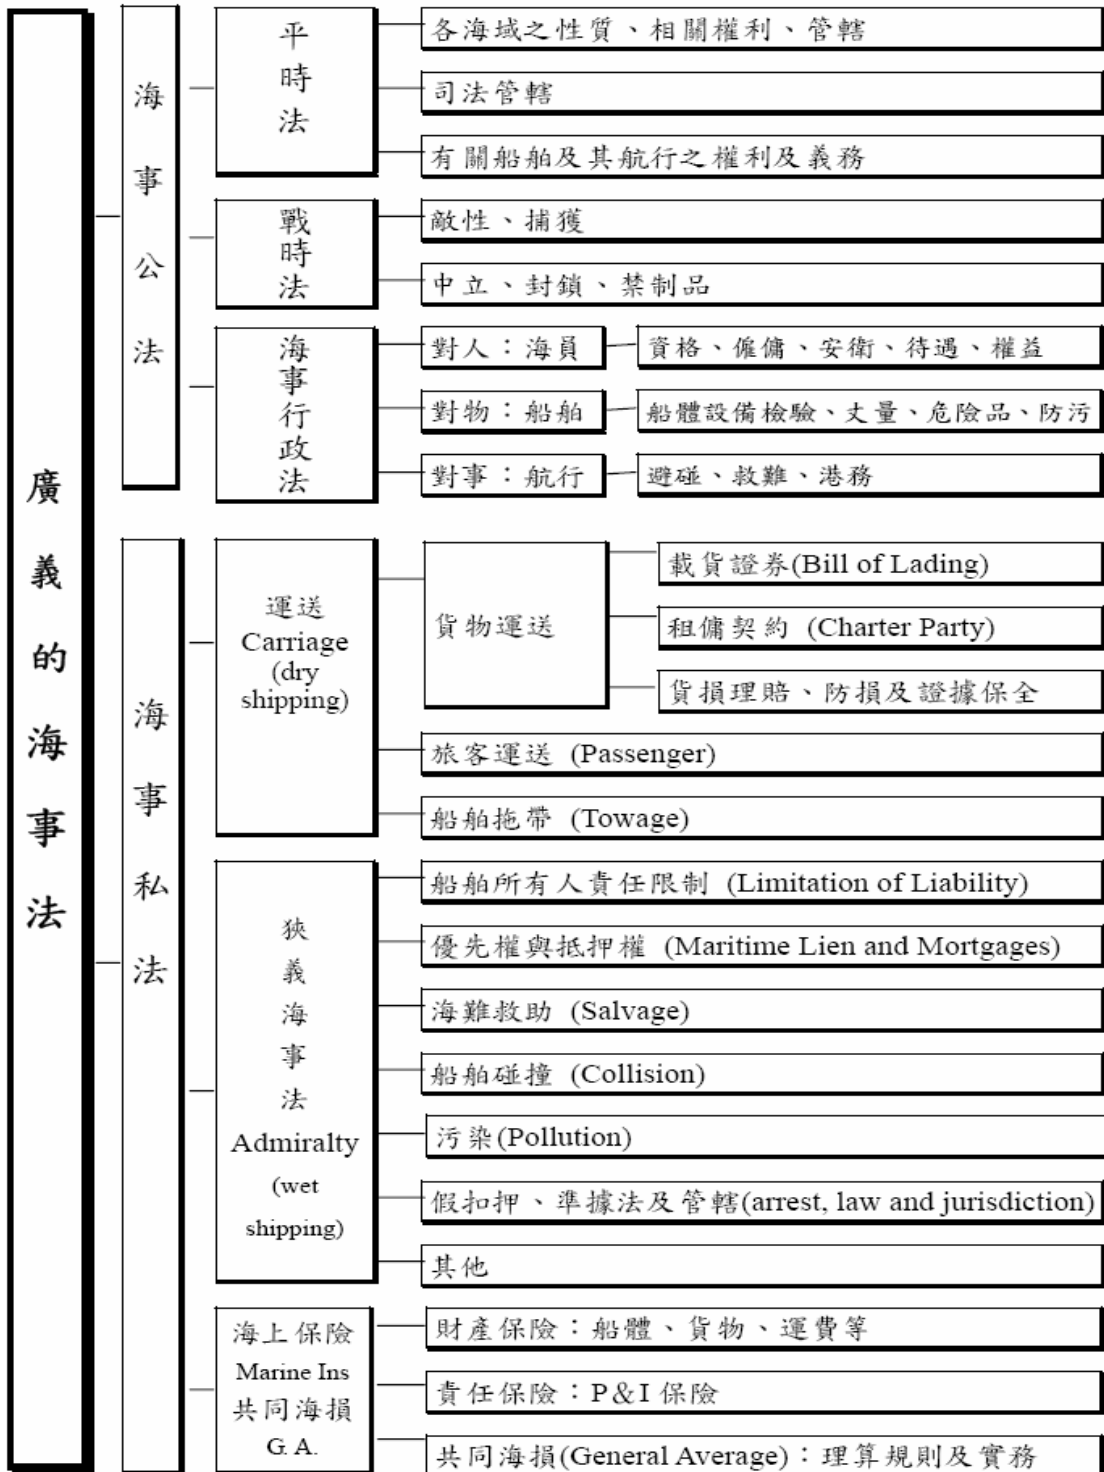 廣義的海事法
海事公法
平時法
各海域之性質、相關權利、管轄
司法管轄
有關船舶及其航行之權利及義務
戰時法
敵性、捕獲
中立、封鎖、禁制品
海事行政法
對人：海員
資格、僱傭、安衛、待遇、權益
對物：船舶
船體設備檢驗、丈量、危險品、防污
對事：航行
避碰、救難、港務
海事私法
運送
Carriage
(dry
shipping)
貨物運送
載貨證券(Bill of Lading)
租傭契約 (Charter Party)
貨損理賠、防損及證據保全
旅客運送 (Passenger)
船舶拖帶 (Towage)
狹義海事法
Admiralty
(wet
shipping)
船舶所有人責任限制 (Limitation of Liability)
優先權與抵押權 (Maritime Lien and Mortgages)
海難救助 (Salvage)
船舶碰撞 (Collision)
污染(Pollution)
假扣押、準據法及管轄(arrest, law and jurisdiction)
其他
海上保險
Marine Ins
共同海損
G. A.
財產保險：船體、貨物、運費等
責任保險：P&I 保險
共同海損(General Average)：理算規則及實務